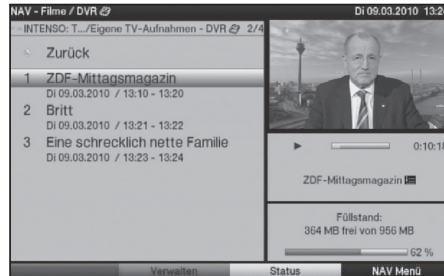 NAV - Filme / DVR
Di 09.03.2010 13:24
INTENSO: T.../Eigene TV-Aufnahmen - DVR 2/4
Zurück
1 ZDF-Mittagsmagazin
Di 09.03.2010 / 13:10 - 13:20
2 Britt
Di 09.03.2010 / 13:21 - 13:22
3 Eine schrecklich nette Familie
Di 09.03.2010 / 13:23 - 13:24
0:10:18
ZDF-Mittagsmagazin
Füllstand:
364 MB frei von 956 MB
62 %
Verwalten
Status
NAV Menü